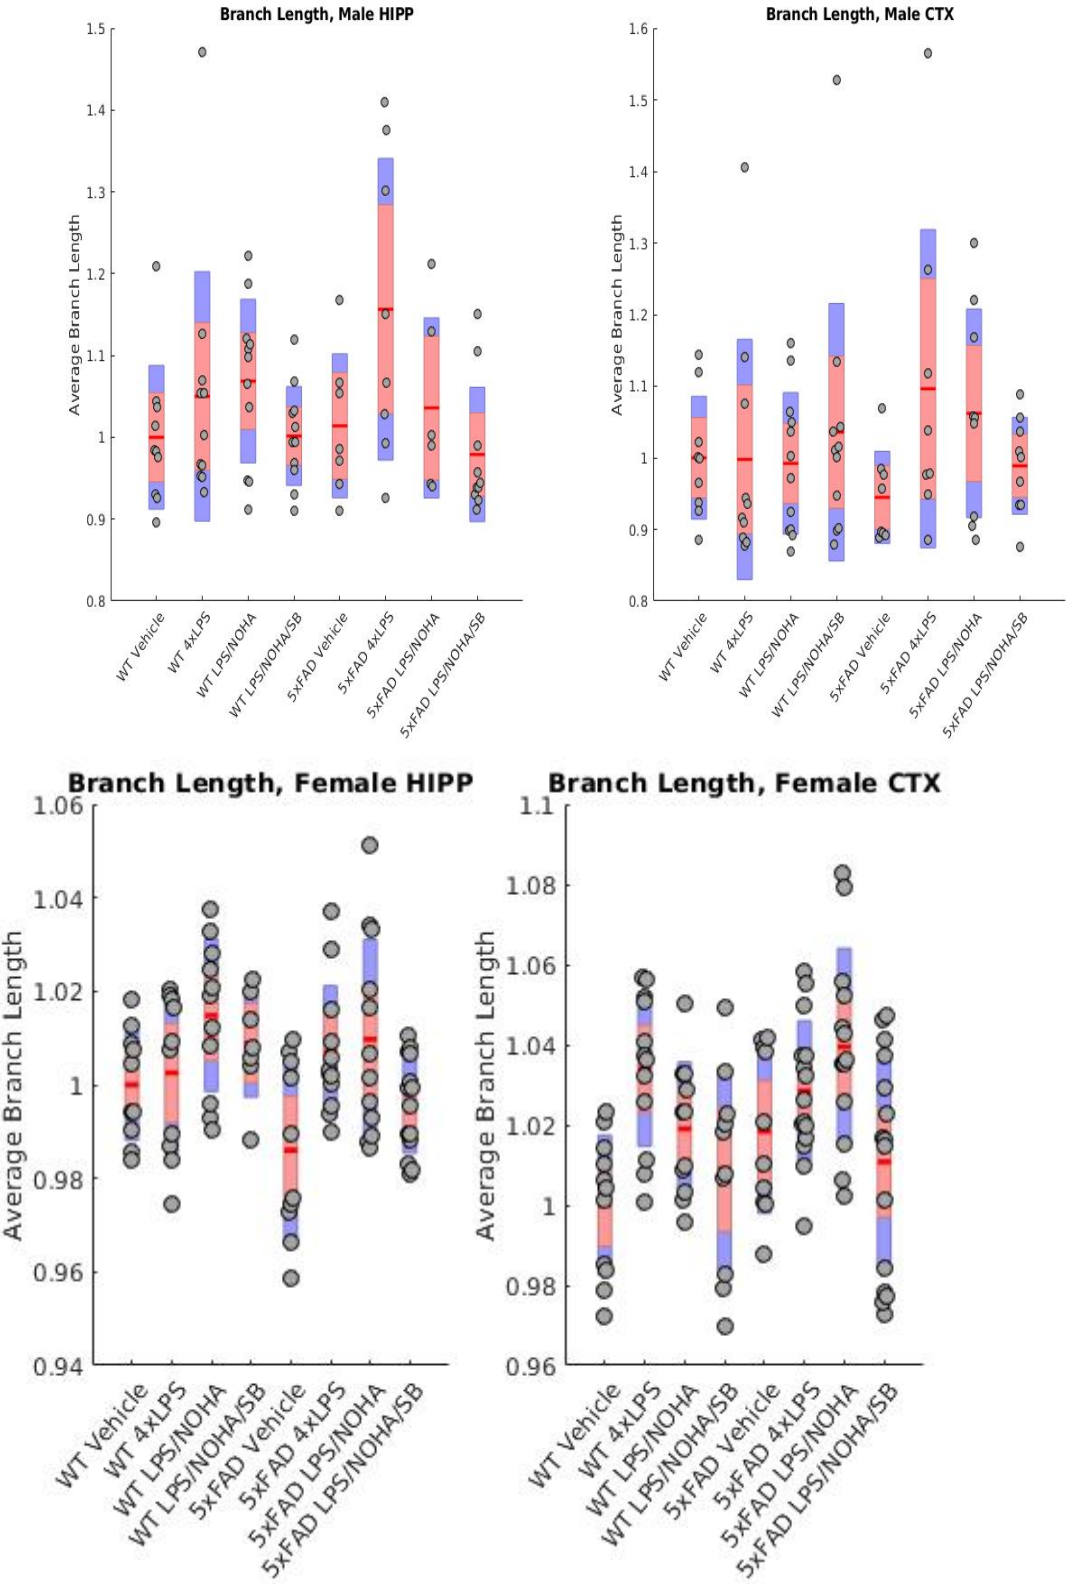 Branch Length, Male HIPP
Average Branch Length
1.5
1.4
1.3
1.2
1.1
1
0.9
0.8
WT Vehicle
WT 4xLPS
WT LPS/NOHA
WT LPS/NOHA/SB
5xFAD Vehicle
5xFAD 4xLPS
5xFAD LPS/NOHA
5xFAD LPS/NOHA/SB
Branch Length, Male CTX
Average Branch Length
1.6
1.5
1.4
1.3
1.2
1.1
1
0.9
0.8
WT Vehicle
WT 4xLPS
WT LPS/NOHA
WT LPS/NOHA/SB
5xFAD Vehicle
5xFAD 4xLPS
5xFAD LPS/NOHA
5xFAD LPS/NOHA/SB
Branch Length, Female HIPP
Average Branch Length
1.06
1.04
1.02
1
0.98
0.96
0.94
WT Vehicle
WT 4xLPS
WT LPS/NOHA
WT LPS/NOHA/SB
5xFAD Vehicle
5xFAD 4xLPS
5xFAD LPS/NOHA
5xFAD LPS/NOHA/SB
Branch Length, Female CTX
Average Branch Length
1.1
1.08
1.06
1.04
1.02
1
0.98
0.96
WT Vehicle
WT 4xLPS
WT LPS/NOHA
WT LPS/NOHA/SB
5xFAD Vehicle
5xFAD 4xLPS
5xFAD LPS/NOHA
5xFAD LPS/NOHA/SB